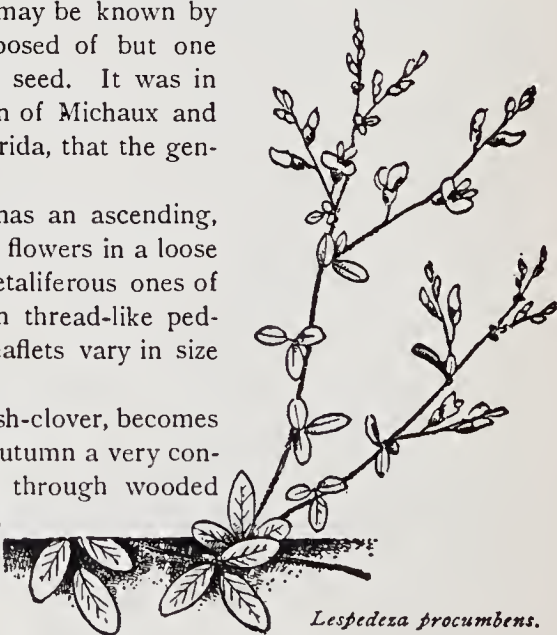 may be known by
posed of but one
seed. It was in
n of Michaux and
rida, that the gen-
has an ascending,
flowers in a loose
etaliferous ones of
n thread-like ped-
eaflets vary in size
sh-clover, becomes
utumn a very con-
through wooded
Lespedeza procumbens.